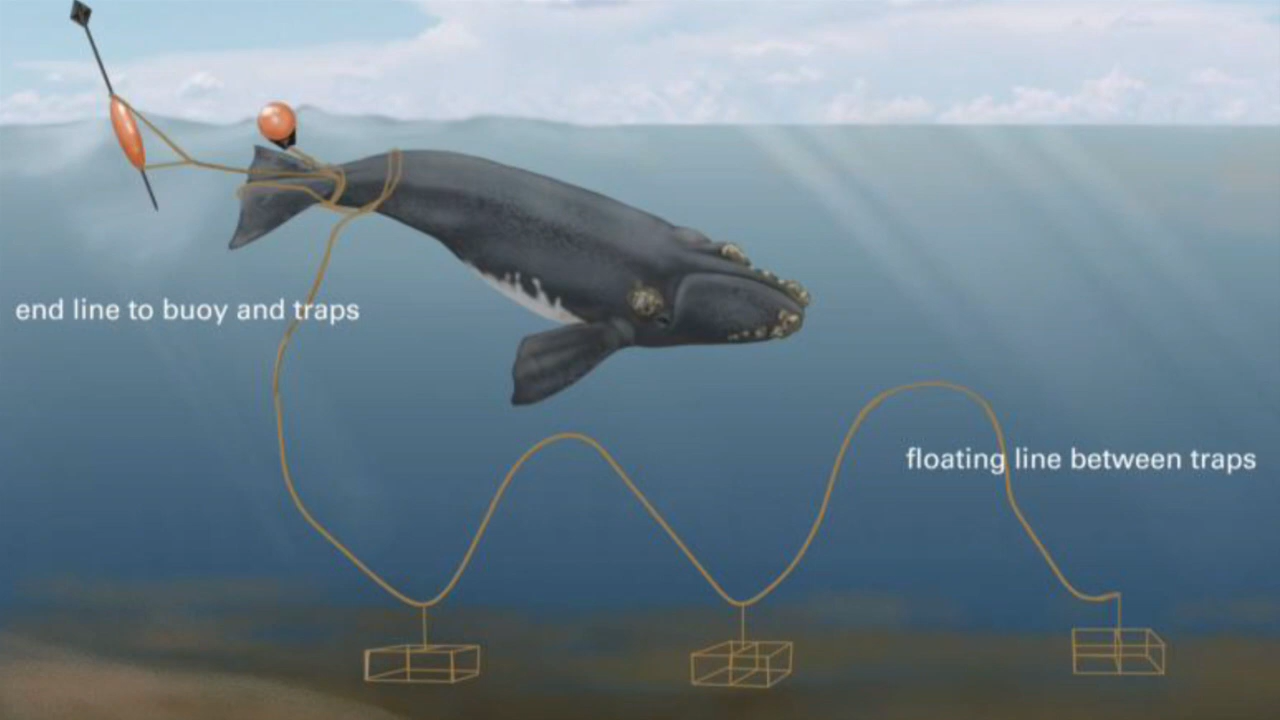 end line to buoy and traps
floating line between traps